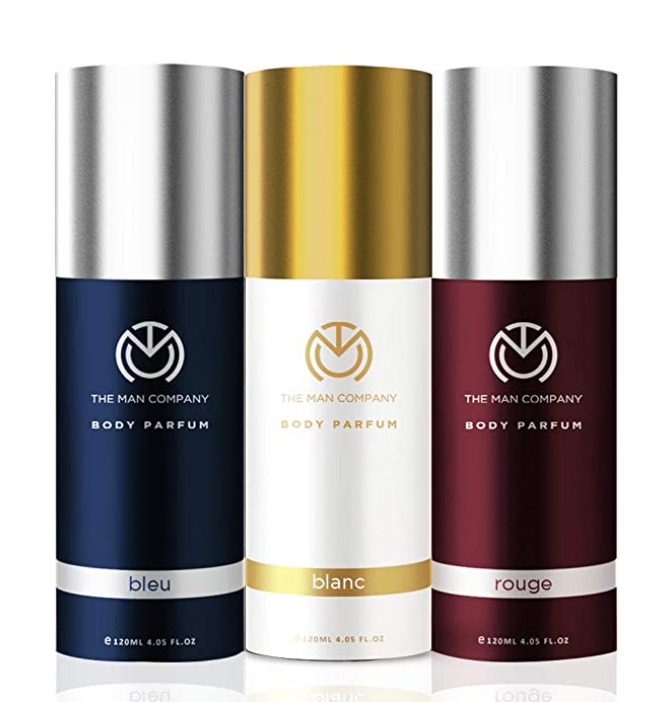 THE MAN COMPANY
BODY PARFUM
bleu
e 120ML 4.05 FL.OZ
THE MAN COMPANY
BODY PARFUM
blanc
e 120ML 4.05 FL.OZ
THE MAN COMPANY
BODY PARFUM
rouge
e 120ML 4.05 FL.OZ